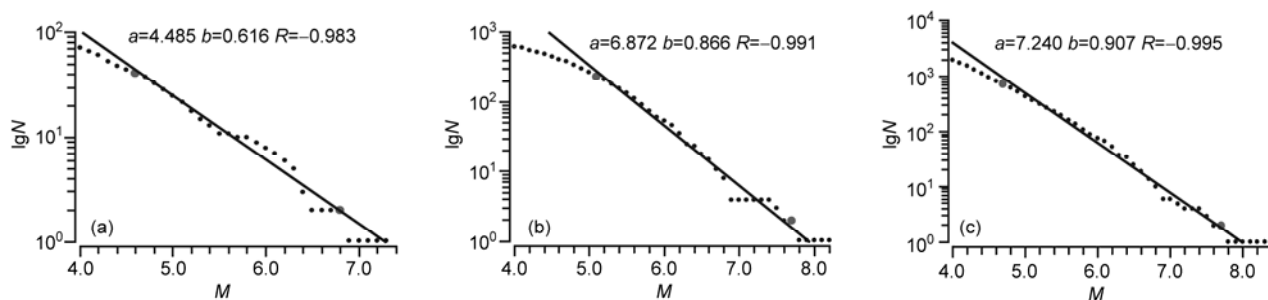 a=4.485 b=0.616 R=−0.983
10²
10¹
10⁰
lgN
(a)
4.0 5.0 6.0 7.0
M
a=6.872 b=0.866 R=−0.991
10³
10²
10¹
10⁰
lgN
(b)
4.0 5.0 6.0 7.0 8.0
M
a=7.240 b=0.907 R=−0.995
10⁴
10³
10²
10¹
10⁰
lgN
(c)
4.0 5.0 6.0 7.0 8.0
M